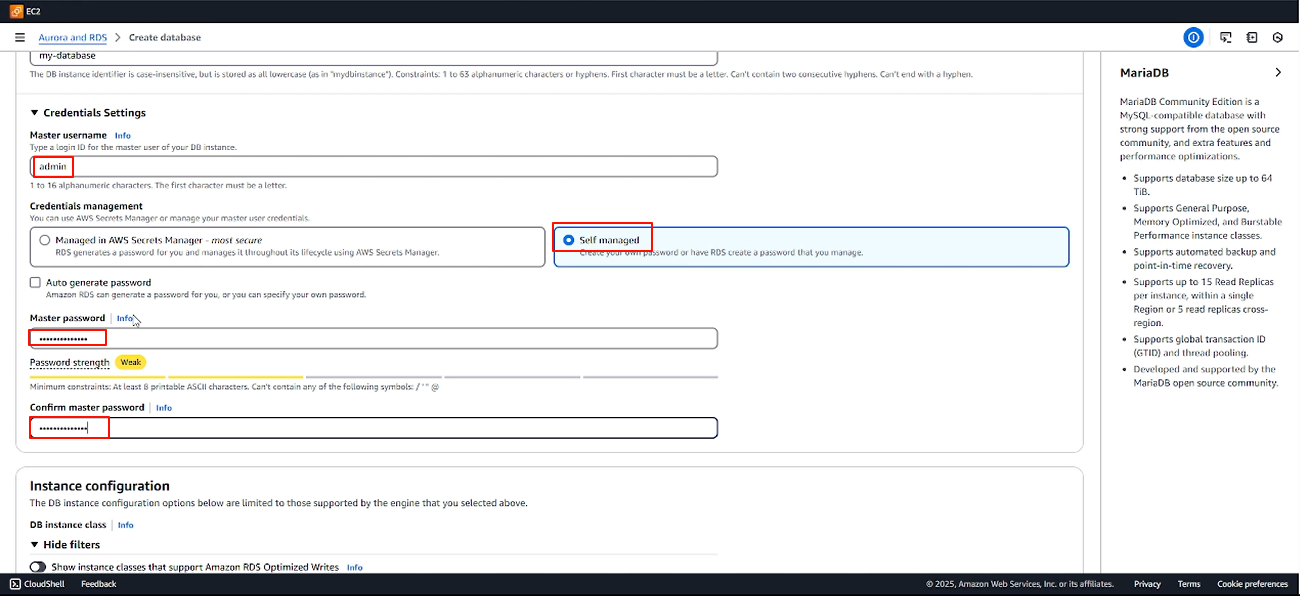 EC2
Aurora and RDS > Create database
my-database
The DB instance identifier is case-insensitive, but is stored as all lowercase (as in "mydbinstance"). Constraints: 1 to 63 alphanumeric characters or hyphens. First character must be a letter. Can't contain two consecutive hyphens. Can't end with a hyphen.
Credentials Settings
Master username Info
Type a login ID for the master user of your DB instance.
admin
1 to 16 alphanumeric characters. The first character must be a letter.
Credentials management
You can use AWS Secrets Manager or manage your master user credentials.
Managed in AWS Secrets Manager - most secure
RDS generates a password for you and manages it throughout its lifecycle using AWS Secrets Manager.
Self managed
Create your own password or have RDS create a password that you manage.
Auto generate password
Amazon RDS can generate a password for you, or you can specify your own password.
Master password Info
••••••••••••••
Password strength Weak
Minimum constraints: At least 8 printable ASCII characters. Can't contain any of the following symbols: / ' " @
Confirm master password Info
••••••••••••••
Instance configuration
The DB instance configuration options below are limited to those supported by the engine that you selected above.
DB instance class Info
Hide filters
Show instance classes that support Amazon RDS Optimized Writes Info
MariaDB
MariaDB Community Edition is a
MySQL-compatible database with
strong support from the open source
community, and extra features and
performance optimizations.
• Supports database size up to 64
TiB.
• Supports General Purpose,
Memory Optimized, and Burstable
Performance instance classes.
• Supports automated backup and
point-in-time recovery.
• Supports up to 15 Read Replicas
per instance, within a single
Region or 5 read replicas cross-
region.
• Supports global transaction ID
(GTID) and thread pooling.
• Developed and supported by the
MariaDB open source community.
CloudShell Feedback © 2025, Amazon Web Services, Inc. or its affiliates. Privacy Terms Cookie preferences